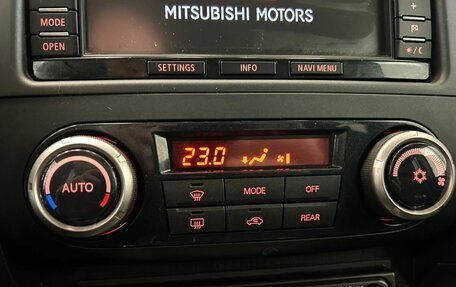 MODE
MITSUBISHI MOTORS
OPEN
/C
SETTINGS
INFO
NAVI MENU
AUTO
23.0
MODE
OFF
REAR